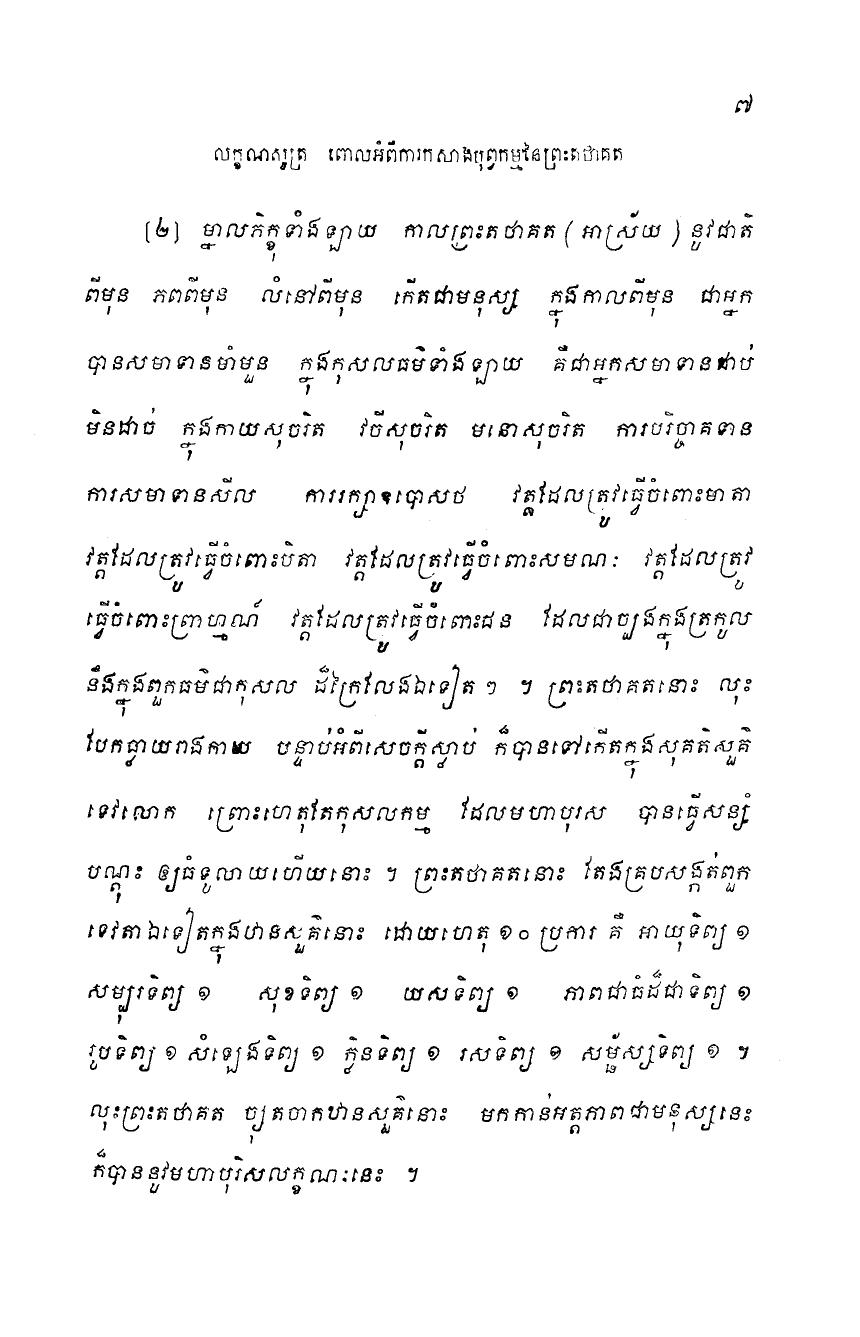 ៧
លក្ខណសូត្រ ពោលអំពីការកសាងបុព្វកម្មនៃព្រះតថាគត
[២] ម្នាលភិក្ខុទាំងឡាយ កាលព្រះតថាគត ( អាស្រ័យ ) នូវជាតិ
ពីមុន ភពពីមុន លំនៅពីមុន កើតជាមនុស្ស ក្នុងកាលពីមុន ជាអ្នក
បានសមាទានមាំមួន ក្នុងកុសលធម៌ទាំងឡាយ គឺជាអ្នកសមាទានជាប់
មិនដាច់ ក្នុងកាយសុចរិត វចីសុចរិត មនោសុចរិត ការបរិច្ចាគទាន
ការសមាទានសីល ការរក្សាឧបោសថ វត្តដែលត្រូវធ្វើចំពោះមាតា
វត្តដែលត្រូវធ្វើចំពោះបិតា វត្តដែលត្រូវធ្វើចំពោះសមណៈ វត្តដែលត្រូវ
ធ្វើចំពោះព្រាហ្មណ៍ វត្តដែលត្រូវធ្វើចំពោះជន ដែលជាច្បងក្នុងត្រកូល
នឹងក្នុងពួកធម៌ជាកុសល ដ៏ក្រៃលែងឯទៀតៗ ។ ព្រះតថាគតនោះ លុះ
បែកធ្លាយរាងកាយ បន្ទាប់អំពីសេចក្តីស្លាប់ ក៏បានទៅកើតក្នុងសុគតិសួគ៌
ទេវលោក ព្រោះហេតុតែកុសលកម្ម ដែលមហាបុរស បានធ្វើសន្សំ
បណ្តុះ ឲ្យធំទូលាយហើយនោះ ។ ព្រះតថាគតនោះ តែងគ្របសង្កត់ពួក
ទេវតាឯទៀតក្នុងឋានសួគ៌នោះ ដោយហេតុ ១០ ប្រការ គឺ អាយុទិព្យ ១
សម្បុរទិព្យ ១ សុខទិព្យ ១ យសទិព្យ ១ ភាពជាធំដ៏ជាទិព្យ ១
រូបទិព្យ ១ សំឡេងទិព្យ ១ ក្លិនទិព្យ ១ រសទិព្យ ១ សម្ផ័ស្សទិព្យ ១ ។
លុះព្រះតថាគត ច្យុតចាកឋានសួគ៌នោះ មកកាន់អត្តភាពជាមនុស្សនេះ
ក៏បាននូវមហាបុរិសលក្ខណៈនេះ ។